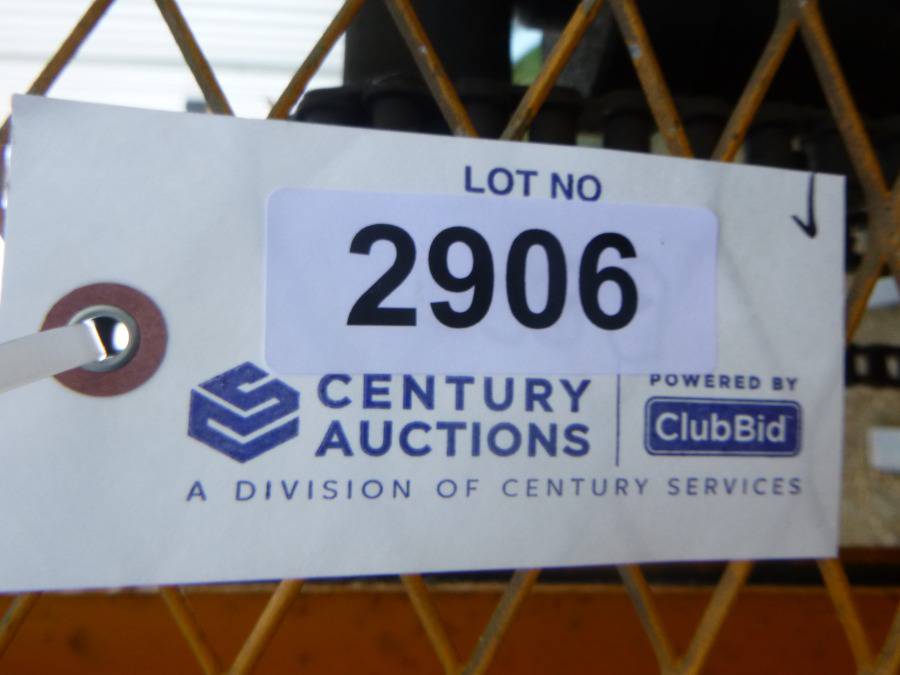 LOT NO
2906
CENTURY
AUCTIONS
POWERED BY
ClubBid
A DIVISION OF CENTURY SERVICES